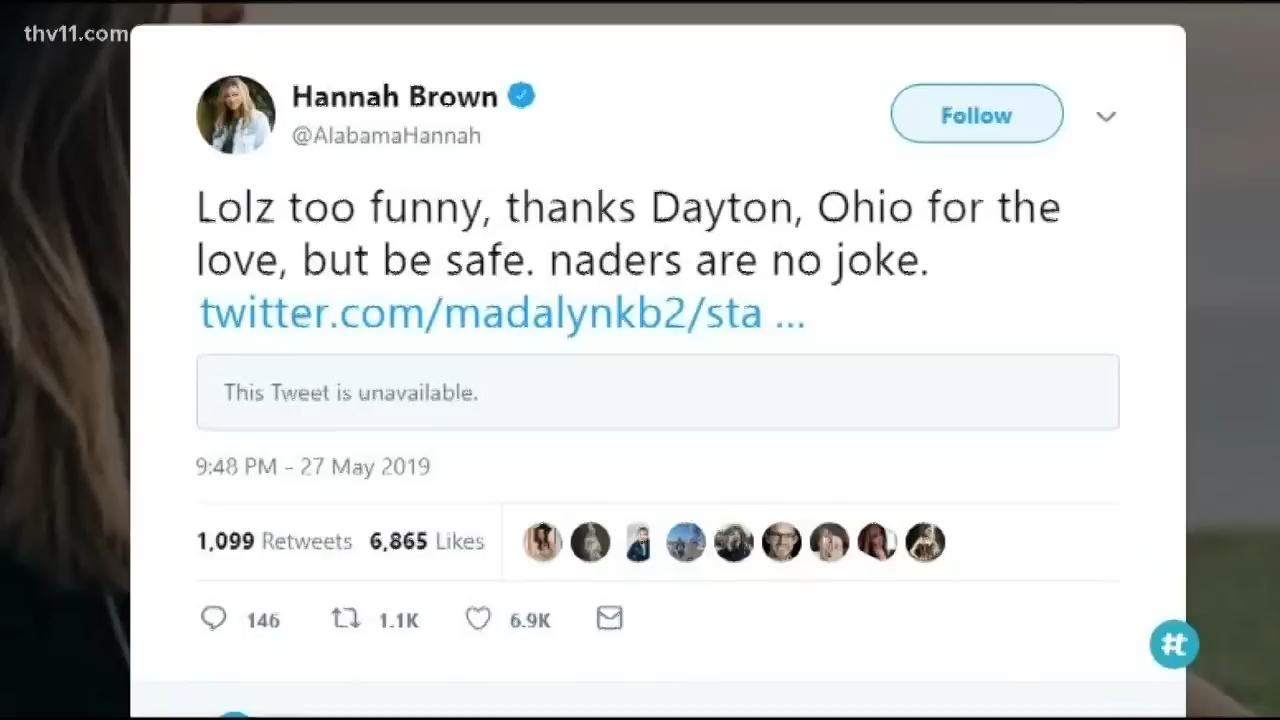 thv11.com
Hannah Brown
@AlabamaHannah
Follow
Lolz too funny, thanks Dayton, Ohio for the
love, but be safe. naders are no joke.
twitter.com/madalynkb2/sta ...
This Tweet is unavailable.
9:48 PM - 27 May 2019
1,099 Retweets 6,865 Likes
146 1.1K 6.9K
#